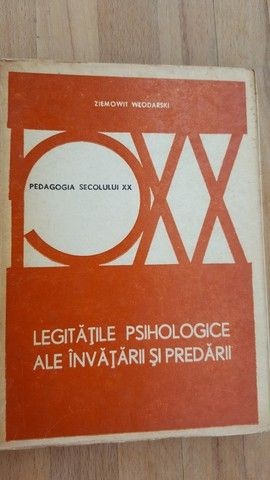 ZIEMOWIT WŁODARSKI
PEDAGOGIA SECOLULUI XX
XX
LEGITĂȚILE PSIHOLOGICE
ALE ÎNVĂȚĂRII ȘI PREDĂRII